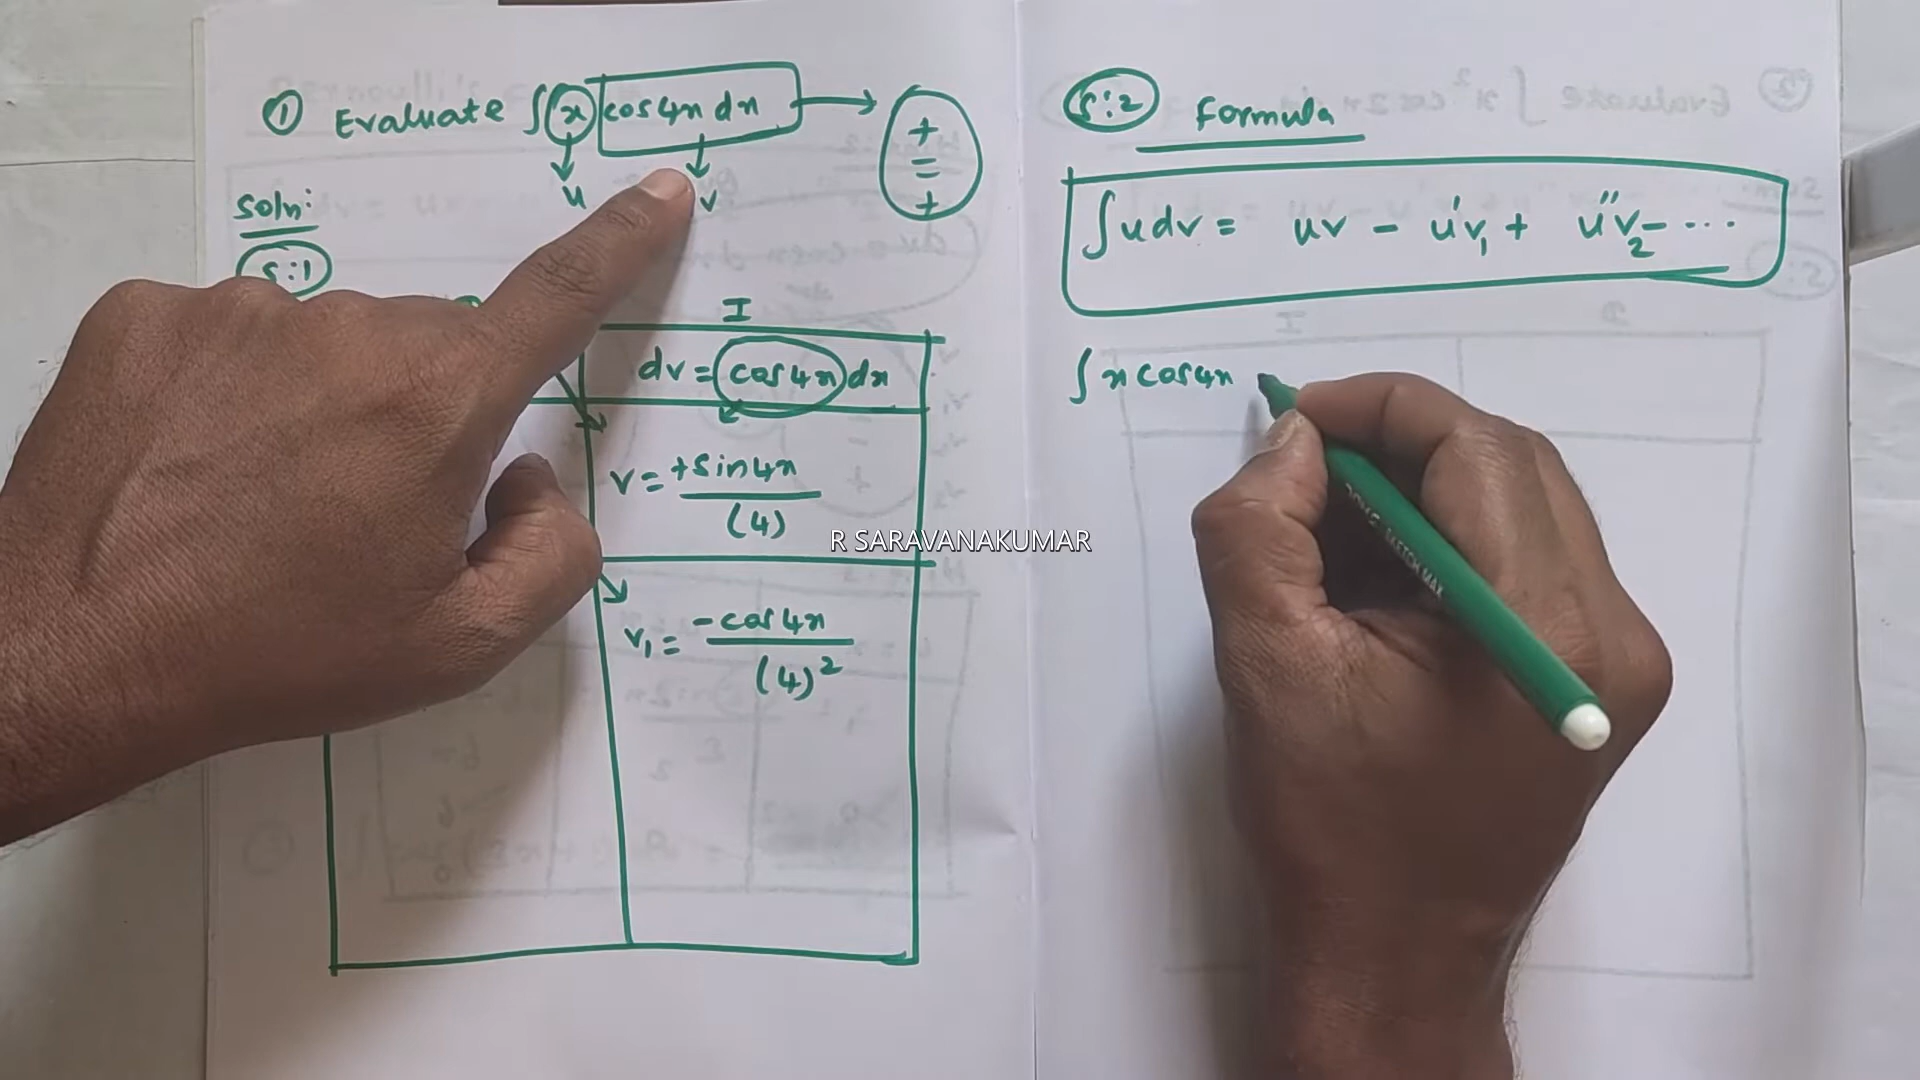 ① Evaluate ∫ x cos4x dx
+
=
+
u v
Soln:
S:1
I
dv = cos4x dx
v = +sin4x / (4)
v₁ = -cos4x / (4)²
S:2 Formula
∫udv = uv - u'v₁ + u''v₂ - ...
∫ x cos4x
R SARAVANAKUMAR